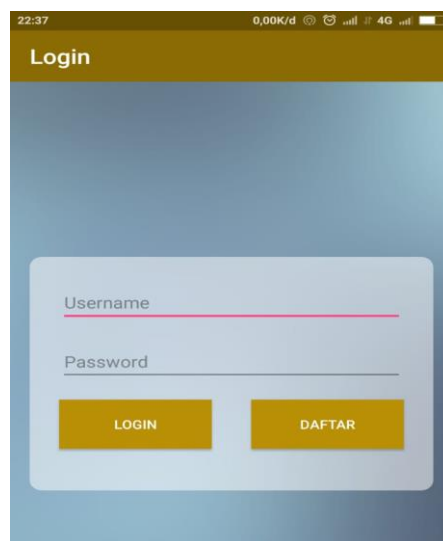 22:37 0,00K/d 4G
Login
Username
Password
LOGIN DAFTAR